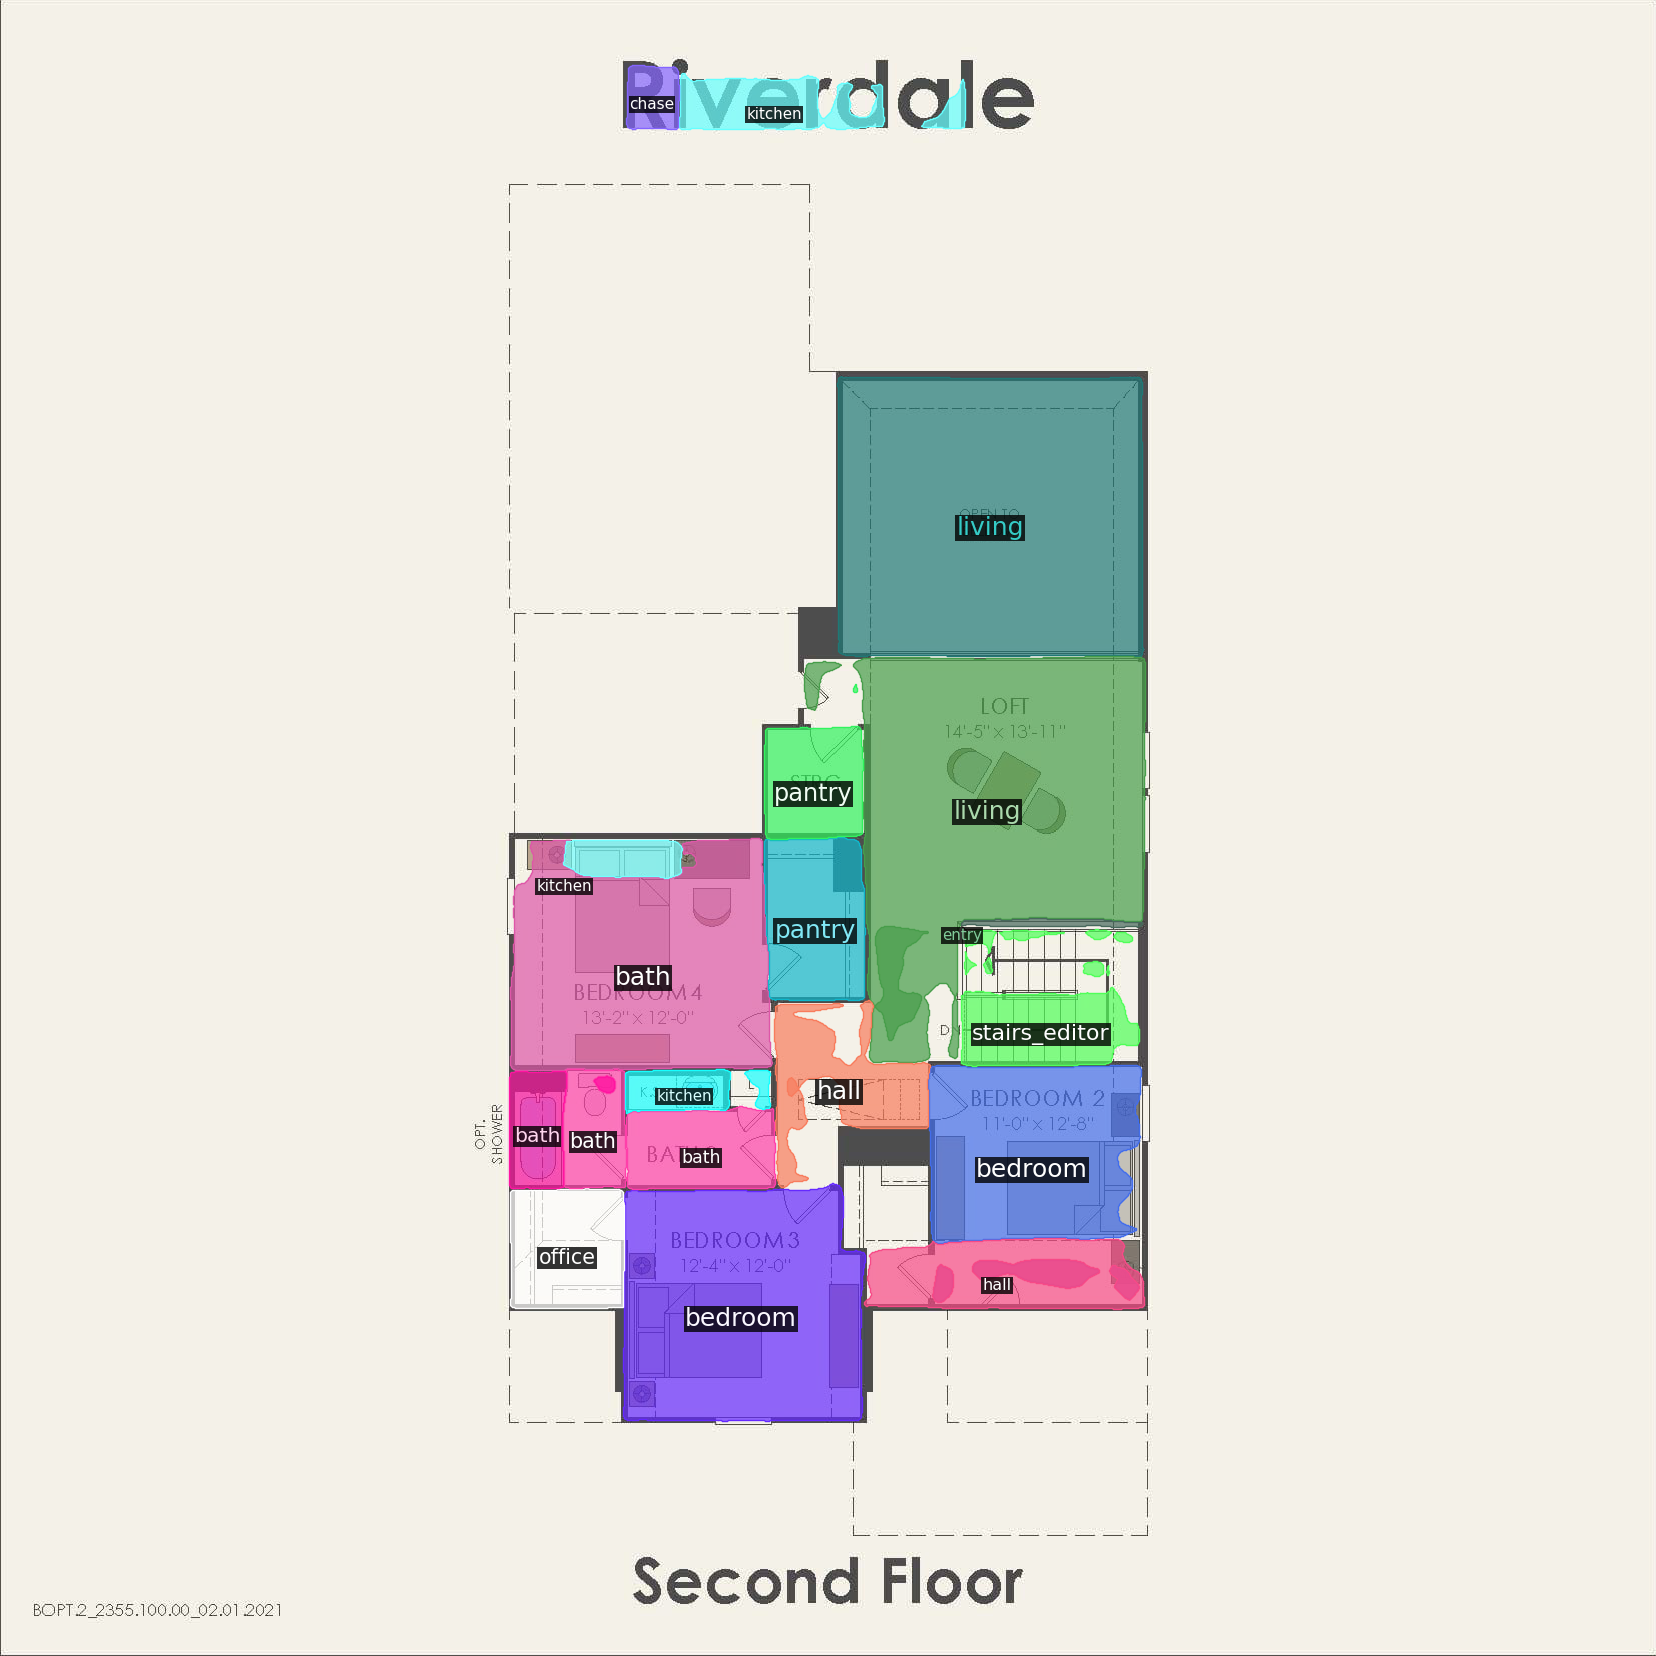 Riverdale
chase
kitchen
OPEN TO
living
LOFT
14'-5" x 13'-11"
STRG
pantry
living
kitchen
pantry
entry
bath
BEDROOM 4
13'-2" x 12'-0"
DN
stairs_editor
kitchen
hall
BEDROOM 2
11'-0" x 12'-8"
OPT.
SHOWER
bath
bath
bath
bedroom
BEDROOM 3
12'-4" x 12'-0"
office
hall
bedroom
Second Floor
BOPT.2_2355.100.00_02.01.2021